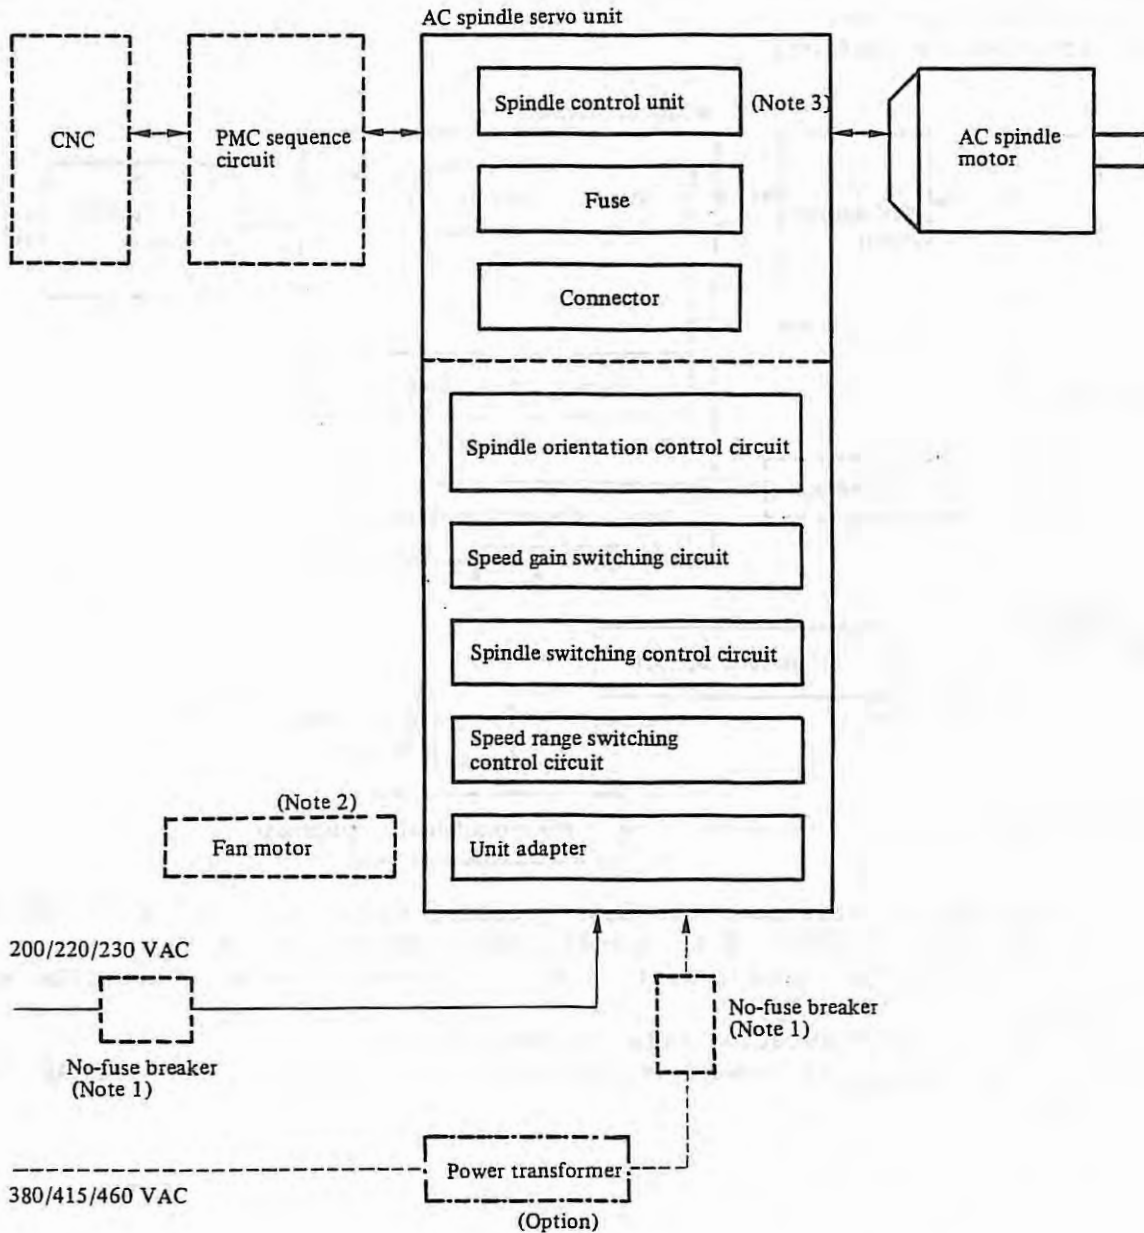 AC spindle servo unit
CNC
PMC sequence
circuit
Spindle control unit
(Note 3)
AC spindle
motor
Fuse
Connector
Spindle orientation control circuit
Speed gain switching circuit
Spindle switching control circuit
Speed range switching
control circuit
(Note 2)
Fan motor
Unit adapter
200/220/230 VAC
No-fuse breaker
(Note 1)
No-fuse breaker
(Note 1)
Power transformer
380/415/460 VAC
(Option)